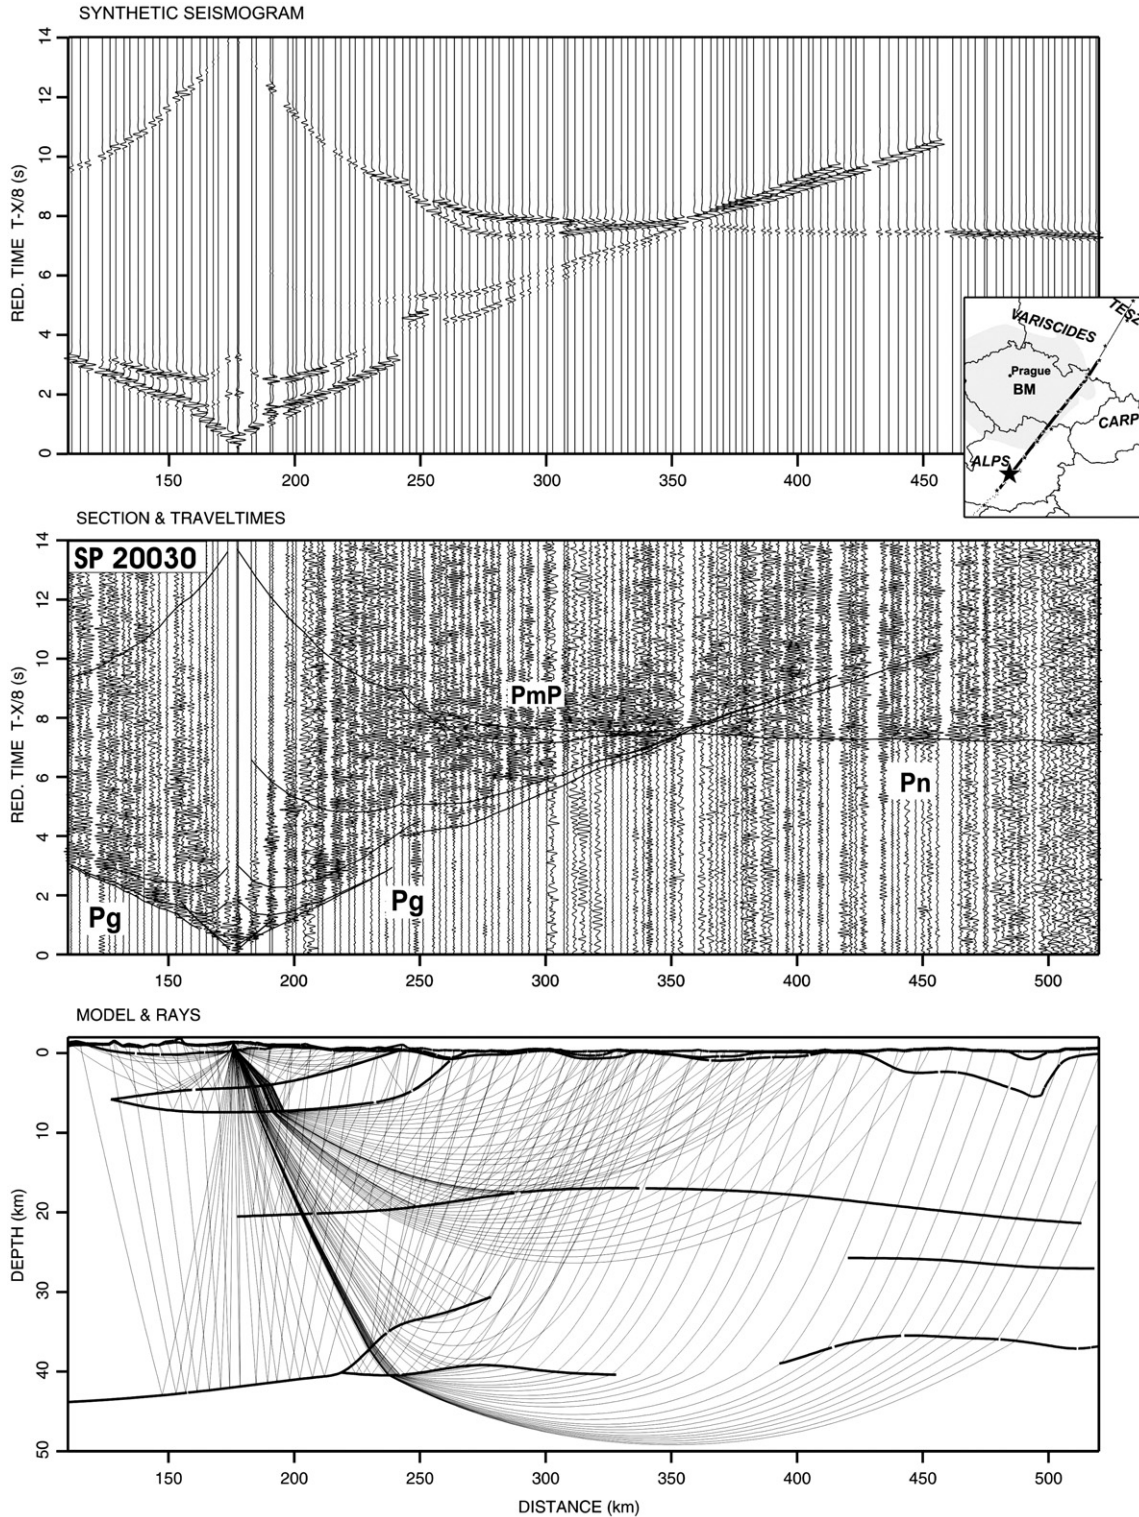 SYNTHETIC SEISMOGRAM
14
12
10
8
6
4
2
0
RED. TIME T-X/8 (s)
150
200
250
300
350
400
450
VARISCIDES
TESZ
Prague
BM
CARP
ALPS
SECTION & TRAVELTIMES
SP 20030
14
12
10
8
6
4
2
0
RED. TIME T-X/8 (s)
PmP
Pn
Pg
Pg
150
200
250
300
350
400
450
500
MODEL & RAYS
0
10
20
30
40
50
DEPTH (km)
150
200
250
300
350
400
450
500
DISTANCE (km)